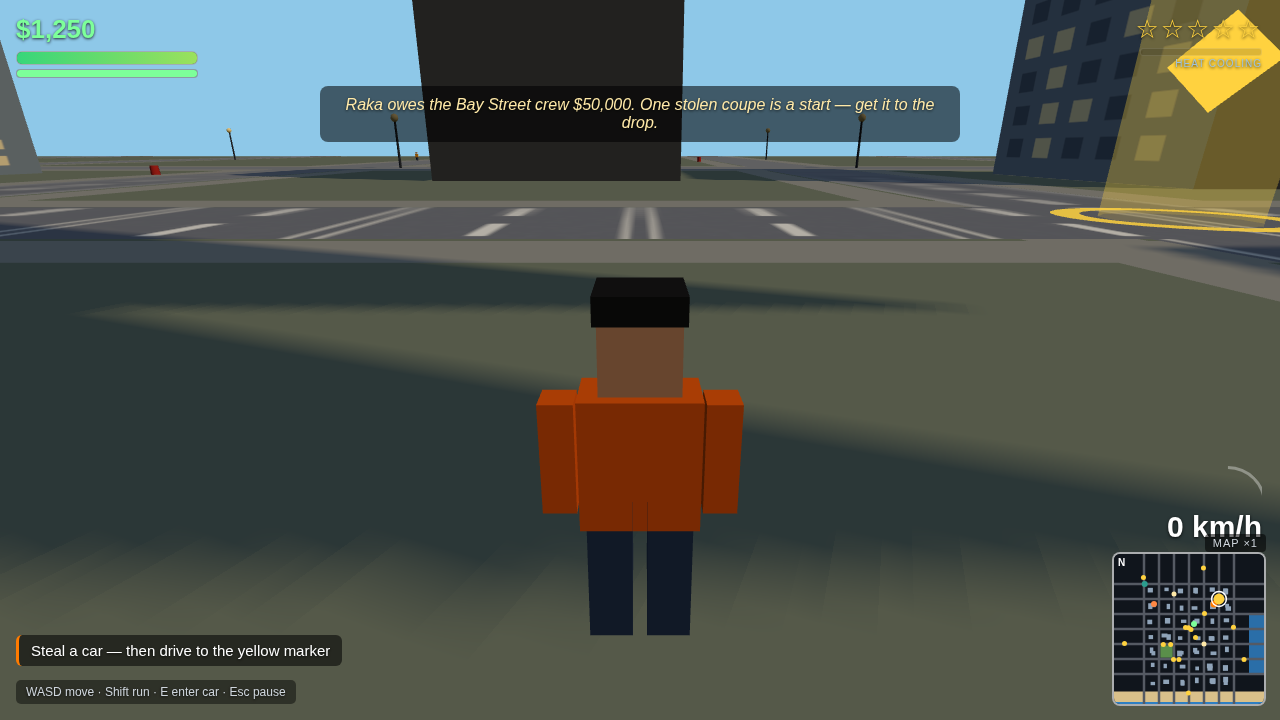 $1,250
☆☆☆☆☆
HEAT COOLING
Raka owes the Bay Street crew $50,000. One stolen coupe is a start — get it to the
drop.
0 km/h
MAP ×1
N
Steal a car — then drive to the yellow marker
WASD move · Shift run · E enter car · Esc pause